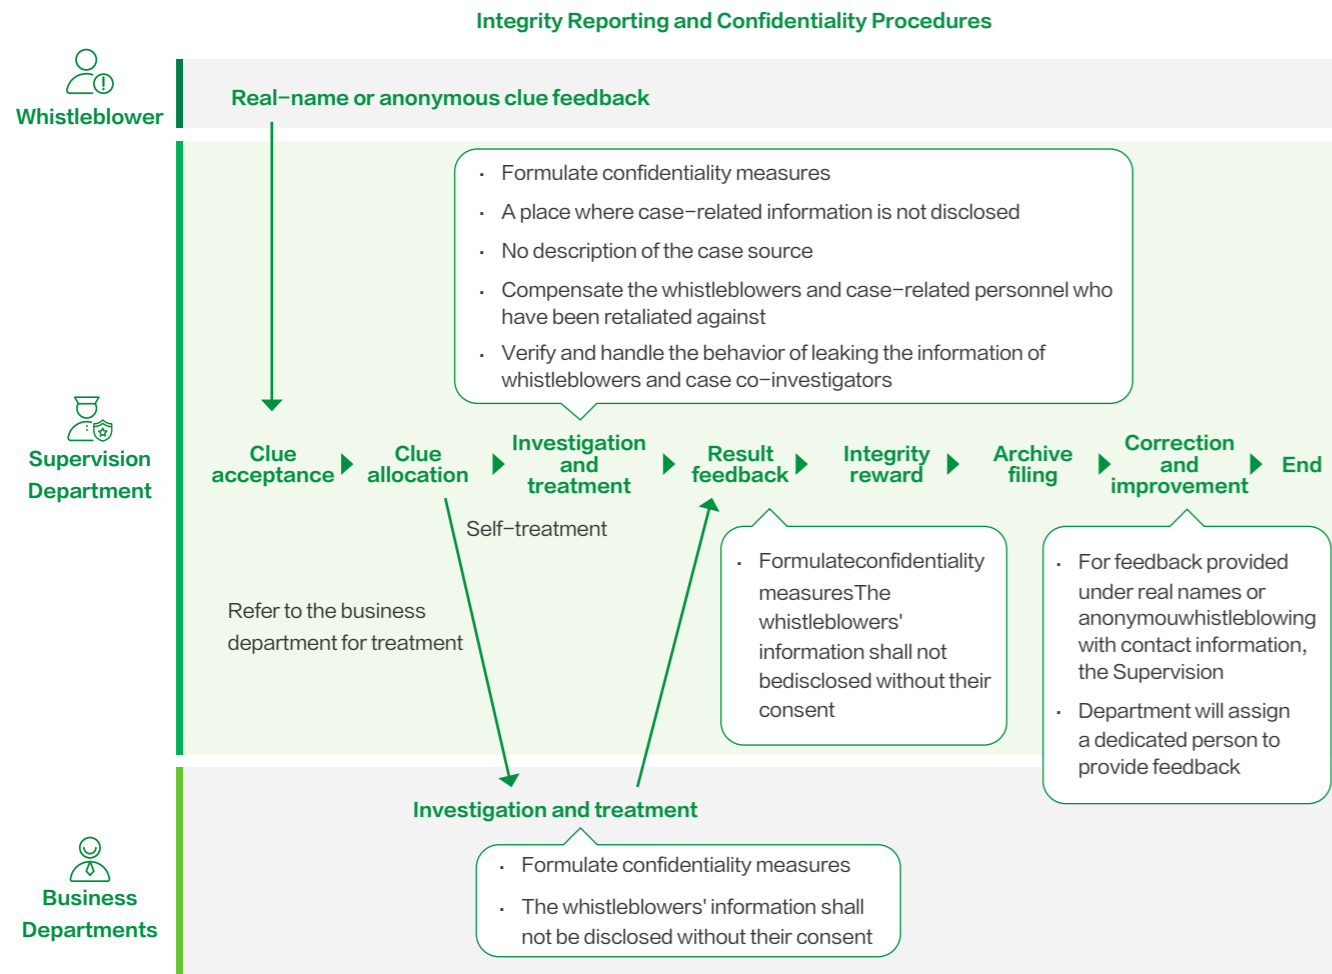 Integrity Reporting and Confidentiality Procedures
Whistleblower
Real-name or anonymous clue feedback
· Formulate confidentiality measures
· A place where case-related information is not disclosed
· No description of the case source
· Compensate the whistleblowers and case-related personnel who
have been retaliated against
· Verify and handle the behavior of leaking the information of
whistleblowers and case co-investigators
Supervision
Department
Clue
acceptance
Clue
allocation
Investigation
and
treatment
Result
feedback
Integrity
reward
Archive
filing
Correction
and
improvement
End
Self-treatment
Refer to the business
department for treatment
· Formulateconfidentiality
measuresThe
whistleblowers'
information shall not
bedisclosed without their
consent
· For feedback provided
under real names or
anonymouwhistleblowing
with contact information,
the Supervision
· Department will assign
a dedicated person to
provide feedback
Business
Departments
Investigation and treatment
· Formulate confidentiality measures
· The whistleblowers' information shall
not be disclosed without their consent